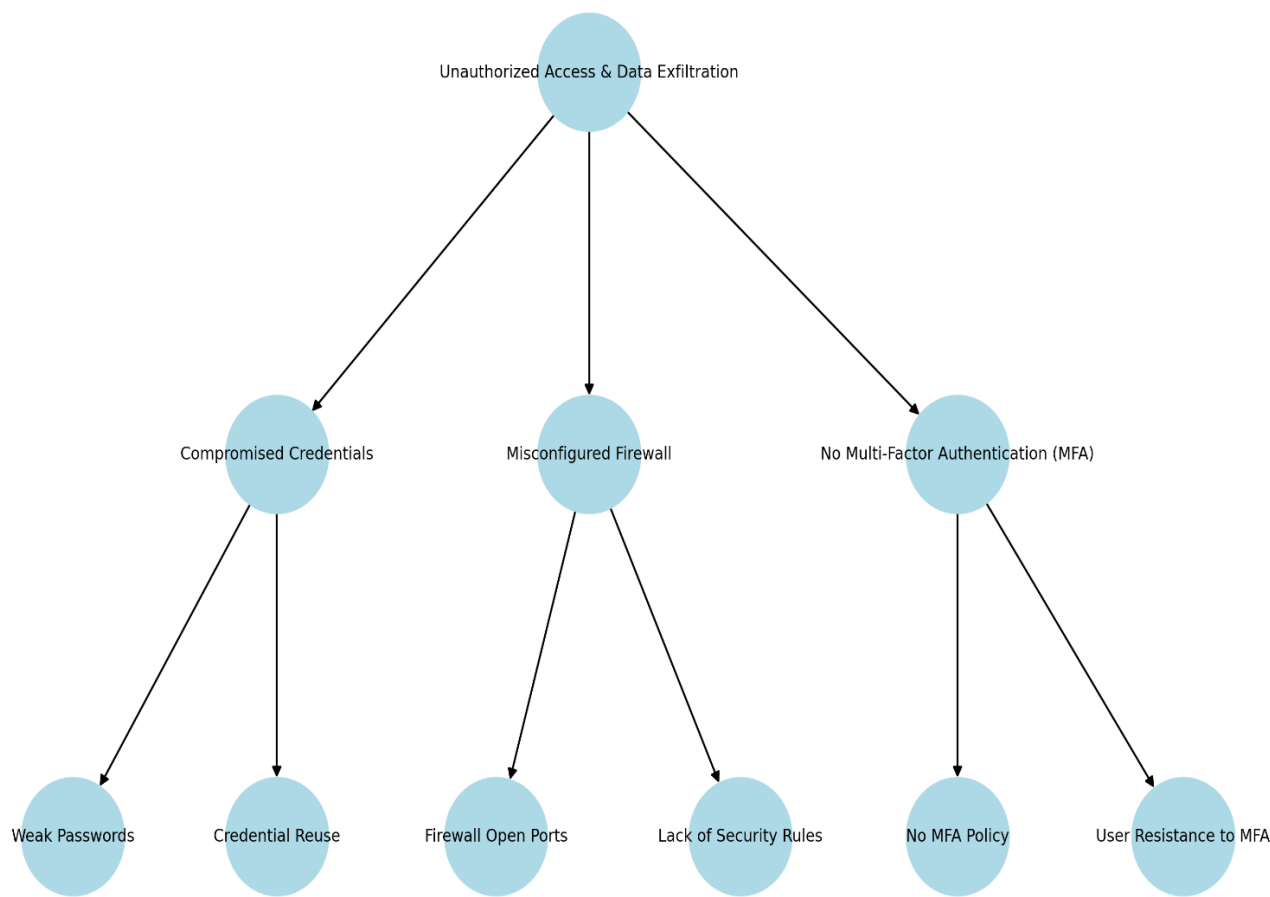 Unauthorized Access & Data Exfiltration
Compromised Credentials
Misconfigured Firewall
No Multi-Factor Authentication (MFA)
Weak Passwords
Credential Reuse
Firewall Open Ports
Lack of Security Rules
No MFA Policy
User Resistance to MFA